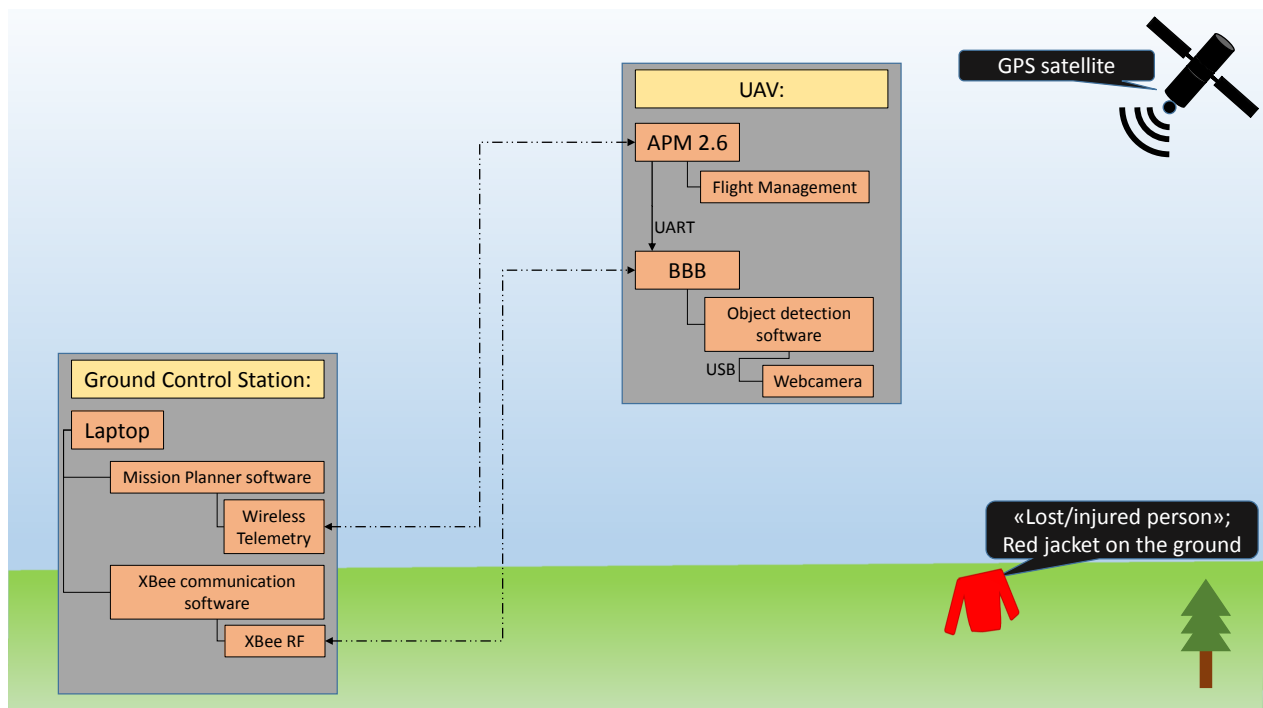 GPS satellite
UAV:
APM 2.6
Flight Management
UART
BBB
Object detection
software
USB
Webcamera
Ground Control Station:
Laptop
Mission Planner software
Wireless
Telemetry
XBee communication
software
XBee RF
«Lost/injured person»;
Red jacket on the ground